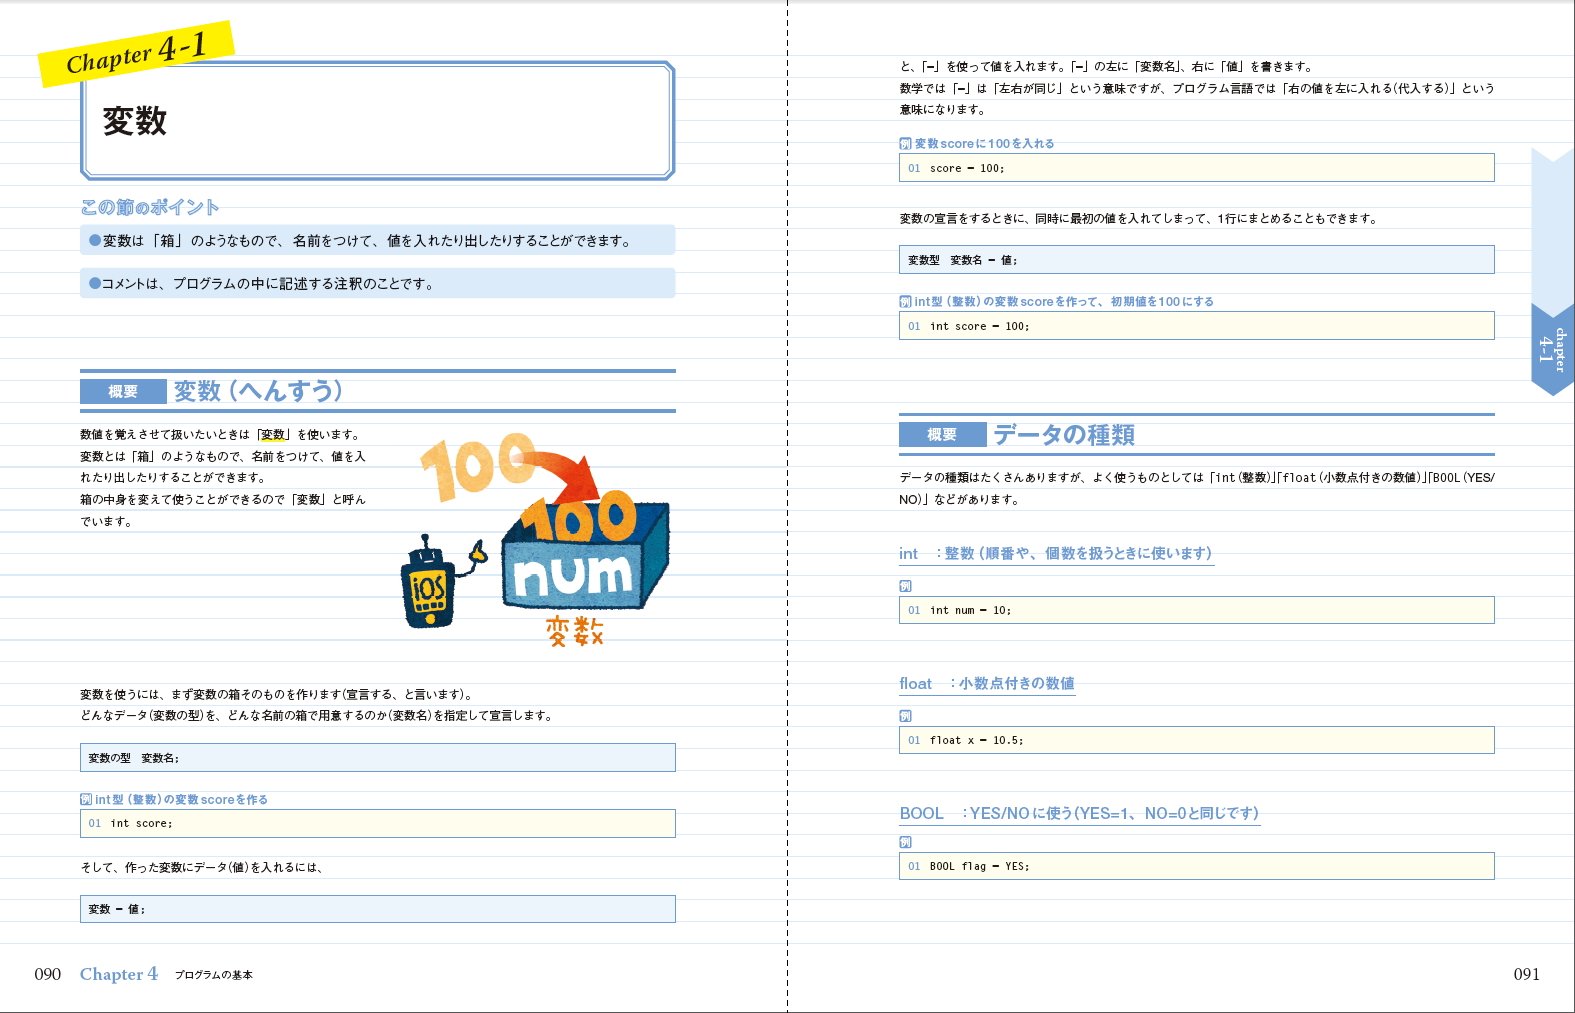 Chapter 4-1
変数
この節のポイント
●変数は「箱」のようなもので、名前をつけて、値を入れたり出したりすることができます。
●コメントは、プログラムの中に記述する注釈のことです。
概要 変数（へんすう）
数値を覚えさせて扱いたいときは「変数」を使います。
変数とは「箱」のようなもので、名前をつけて、値を入
れたり出したりすることができます。
箱の中身を変えて使うことができるので「変数」と呼ん
でいます。
100
100
num
iOS
変数
変数を使うには、まず変数の箱そのものを作ります(宣言する、と言います)。
どんなデータ(変数の型)を、どんな名前の箱で用意するのか(変数名)を指定して宣言します。
変数の型　変数名;
例 int型（整数）の変数scoreを作る
01 int score;
そして、作った変数にデータ(値)を入れるには、
変数 = 値;
090 Chapter 4 プログラムの基本
と、「=」を使って値を入れます。「=」の左に「変数名」、右に「値」を書きます。
数学では「=」は「左右が同じ」という意味ですが、プログラム言語では「右の値を左に入れる(代入する)」という
意味になります。
例 変数scoreに100を入れる
01 score = 100;
変数の宣言をするときに、同時に最初の値を入れてしまって、1行にまとめることもできます。
変数型　変数名 = 値;
例 int型（整数）の変数scoreを作って、初期値を100にする
01 int score = 100;
chapter
4-1
概要 データの種類
データの種類はたくさんありますが、よく使うものとしては「int(整数)」「float(小数点付きの数値)」「BOOL(YES/
NO)」などがあります。
int　：整数（順番や、個数を扱うときに使います）
例
01 int num = 10;
float　：小数点付きの数値
例
01 float x = 10.5;
BOOL　：YES/NOに使う（YES=1、NO=0と同じです）
例
01 BOOL flag = YES;
091